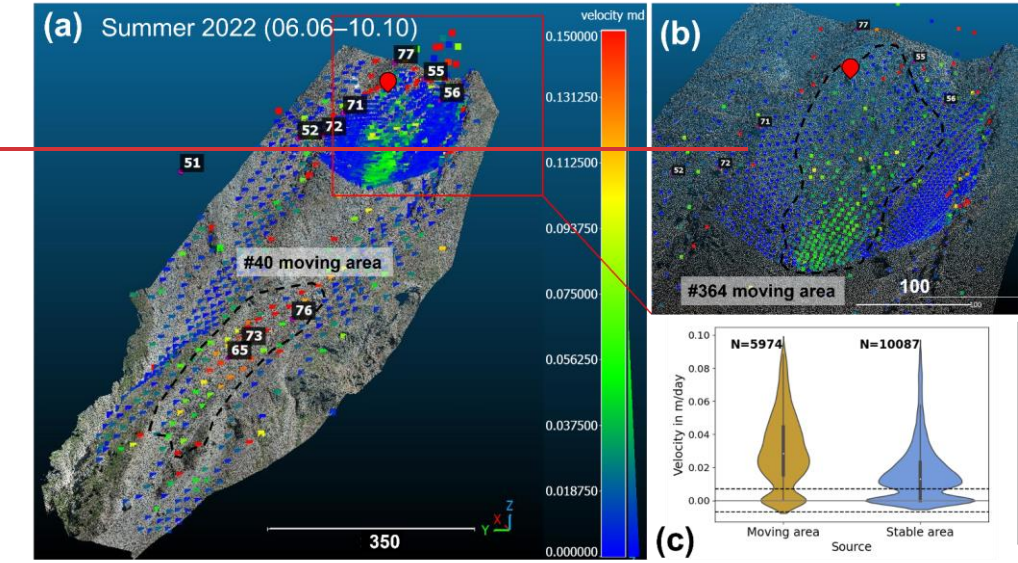 (a) Summer 2022 (06.06–10.10)
velocity md
0.150000
0.131250
0.112500
0.093750
0.075000
0.056250
0.037500
0.018750
0.000000
77
55
56
71
72
52
51
#40 moving area
76
73
65
350
X
Y
Z
(b)
77
55
56
71
72
52
#364 moving area
100
100
0.10
0.08
0.06
0.04
0.02
0.00
Velocity in m/day
N=5974
N=10087
Moving area
Stable area
Source
(c)